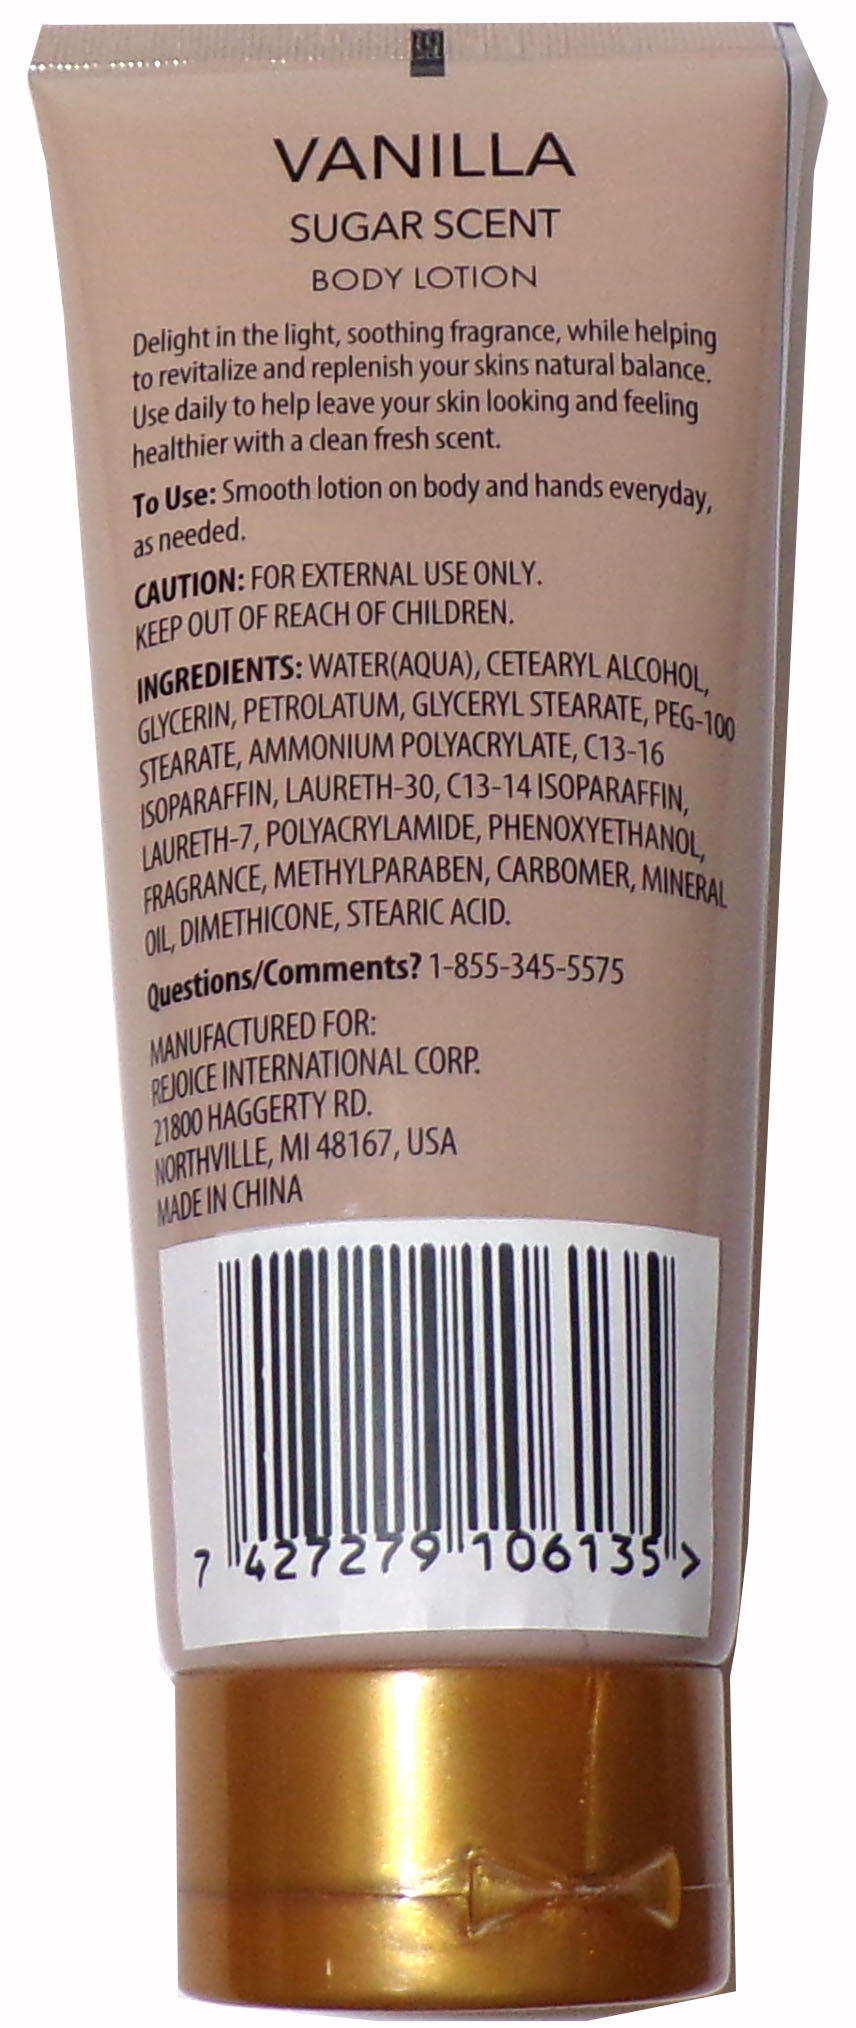 VANILLA
SUGAR SCENT
BODY LOTION
Delight in the light, soothing fragrance, while helping
to revitalize and replenish your skins natural balance.
Use daily to help leave your skin looking and feeling
healthier with a clean fresh scent.
To Use: Smooth lotion on body and hands everyday,
as needed.
CAUTION: FOR EXTERNAL USE ONLY.
KEEP OUT OF REACH OF CHILDREN.
INGREDIENTS: WATER(AQUA), CETEARYL ALCOHOL,
GLYCERIN, PETROLATUM, GLYCERYL STEARATE, PEG-100
STEARATE, AMMONIUM POLYACRYLATE, C13-16
ISOPARAFFIN, LAURETH-30, C13-14 ISOPARAFFIN,
LAURETH-7, POLYACRYLAMIDE, PHENOXYETHANOL,
FRAGRANCE, METHYLPARABEN, CARBOMER, MINERAL
OIL, DIMETHICONE, STEARIC ACID.
Questions/Comments? 1-855-345-5575
MANUFACTURED FOR:
REJOICE INTERNATIONAL CORP.
21800 HAGGERTY RD.
NORTHVILLE, MI 48167, USA
MADE IN CHINA
7 427279 106135 >